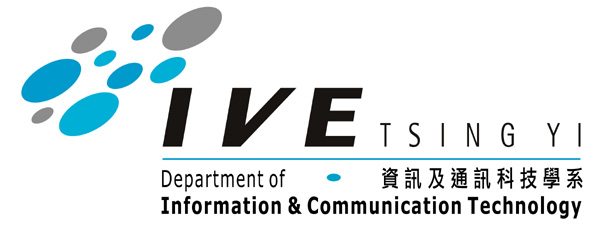 IVE TSING YI
Department of 資訊及通訊科技學系
Information & Communication Technology